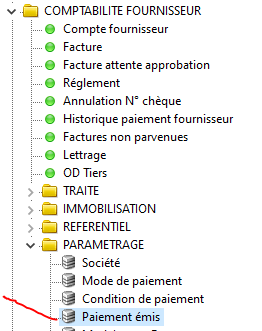 COMPTABILITE FOURNISSEUR
Compte fournisseur
Facture
Facture attente approbation
Réglement
Annulation N° chèque
Historique paiement fournisseur
Factures non parvenues
Lettrage
OD Tiers
TRAITE
IMMOBILISATION
REFERENTIEL
PARAMETRAGE
Société
Mode de paiement
Condition de paiement
Paiement émis